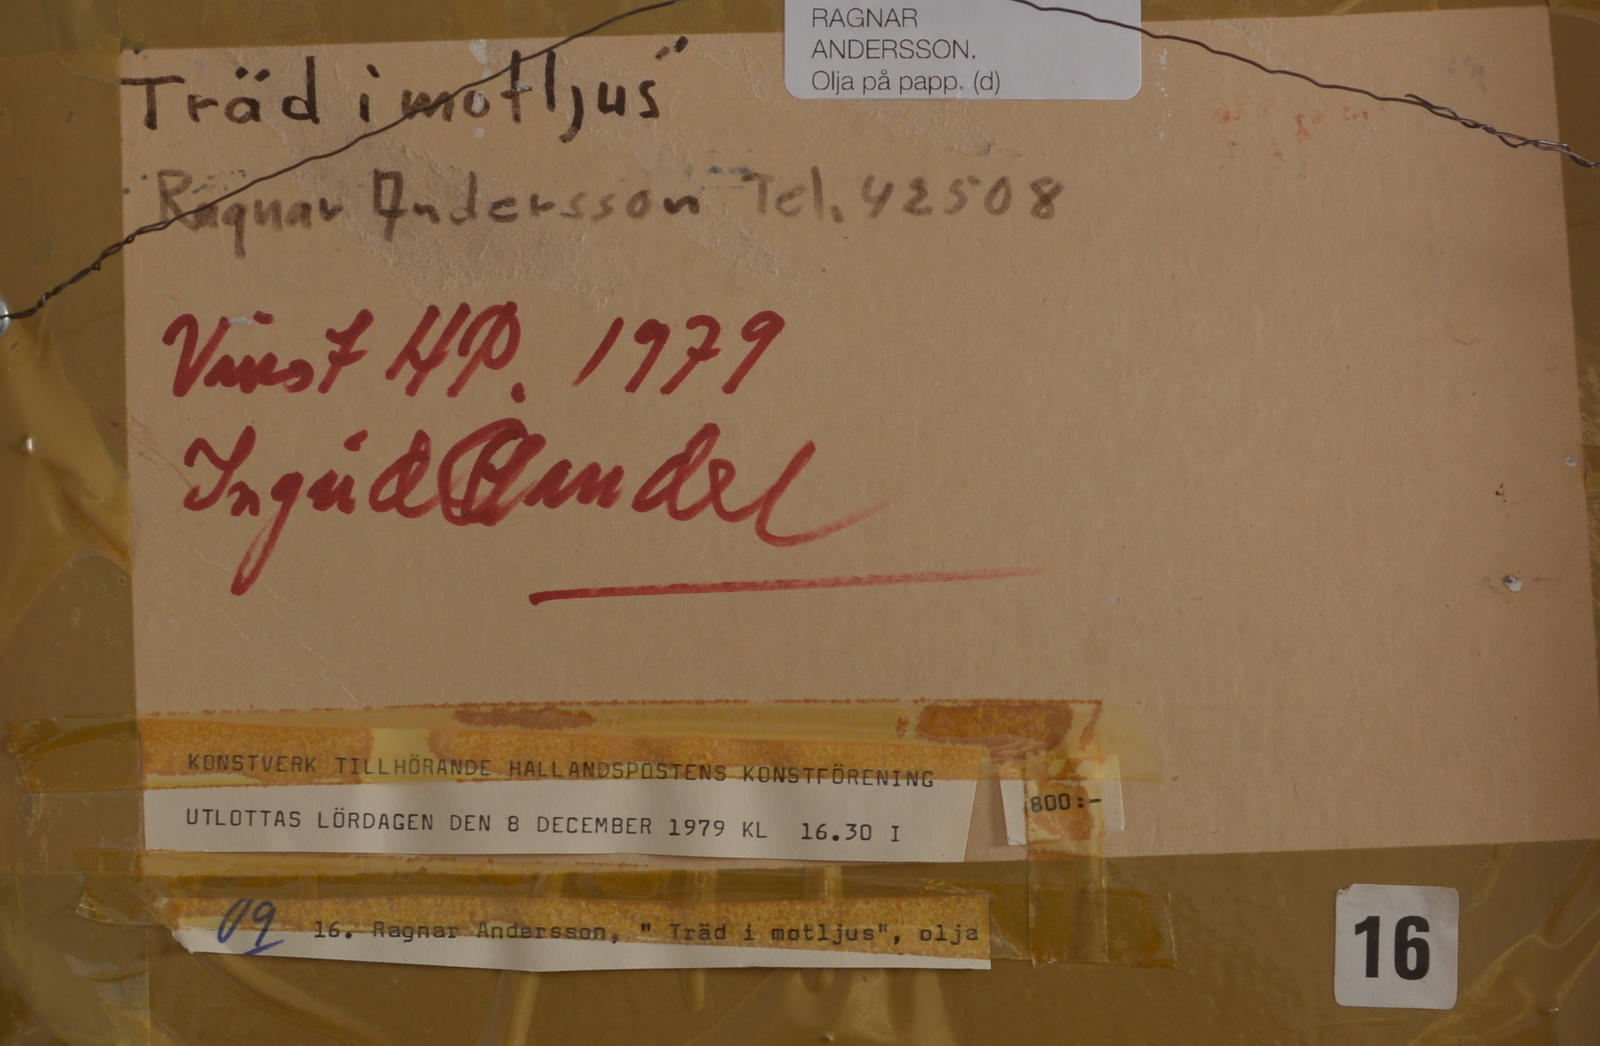 RAGNAR
ANDERSSON.
Olja på papp. (d)
"Träd i motljus"
Ragnar Andersson Tel. 42508
Vinst HP. 1979
Ingrid
KONSTVERK TILLHÖRANDE HALLANDSPOSTENS KONSTFÖRENING
UTLOTTAS LÖRDAGEN DEN 8 DECEMBER 1979 KL 16.30 I
800:-
16. Ragnar Andersson, " Träd i motljus", olja
16